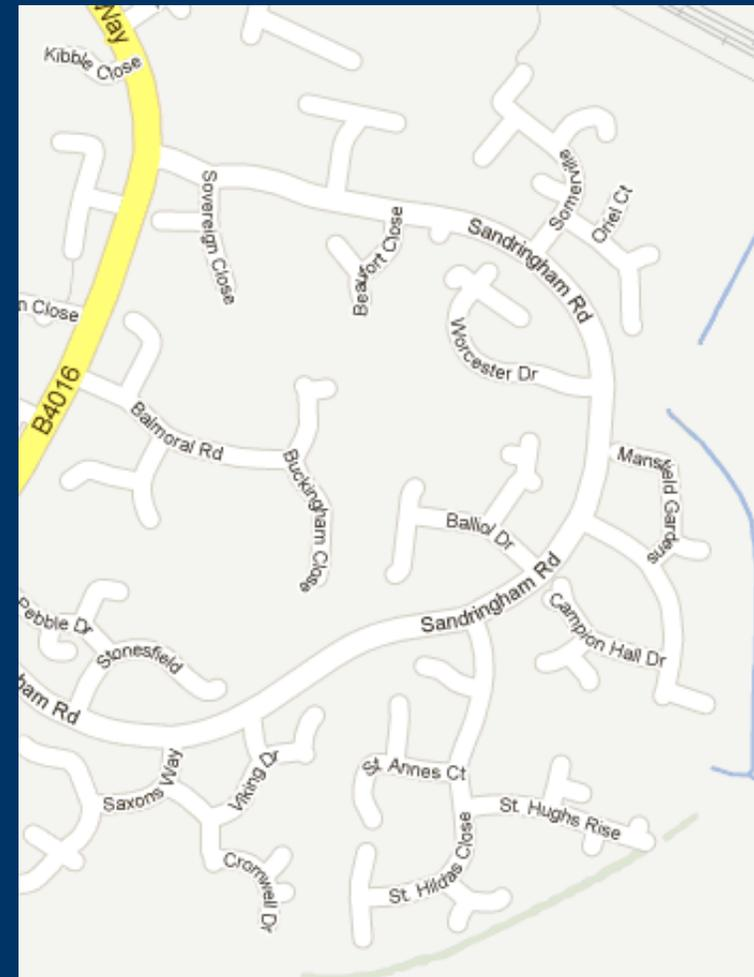 Way
Kibble Close
Sovereign Close
Beaufort Close
Somerville
Oriel Ct
Sandringham Rd
n Close
Worcester Dr
B4016
Balmoral Rd
Buckingham Close
Mansfield Gardens
Balliol Dr
Sandringham Rd
Campion Hall Dr
Pebble Dr
Stonesfield
ham Rd
Viking Dr
Saxons Way
St. Annes Ct
St. Hughs Rise
Cromwell Dr
St. Hildas Close